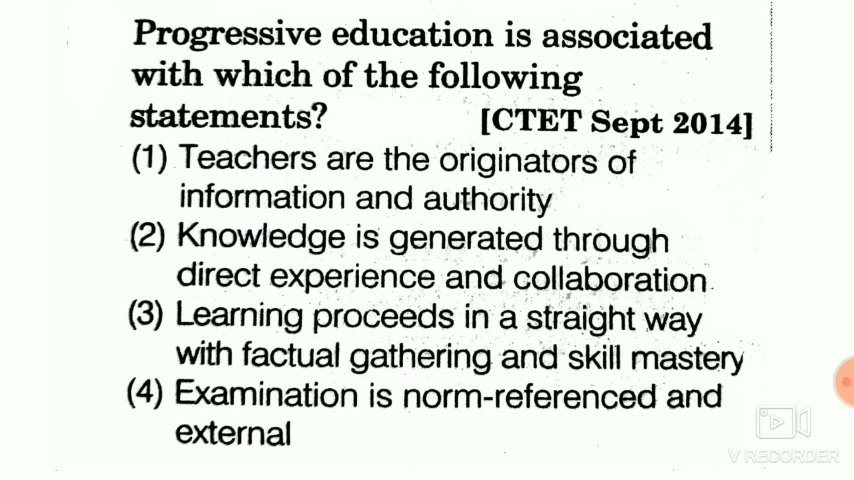 Progressive education is associated
with which of the following
statements? [CTET Sept 2014]
(1) Teachers are the originators of
information and authority
(2) Knowledge is generated through
direct experience and collaboration
(3) Learning proceeds in a straight way
with factual gathering and skill mastery
(4) Examination is norm-referenced and
external
V RECORDER